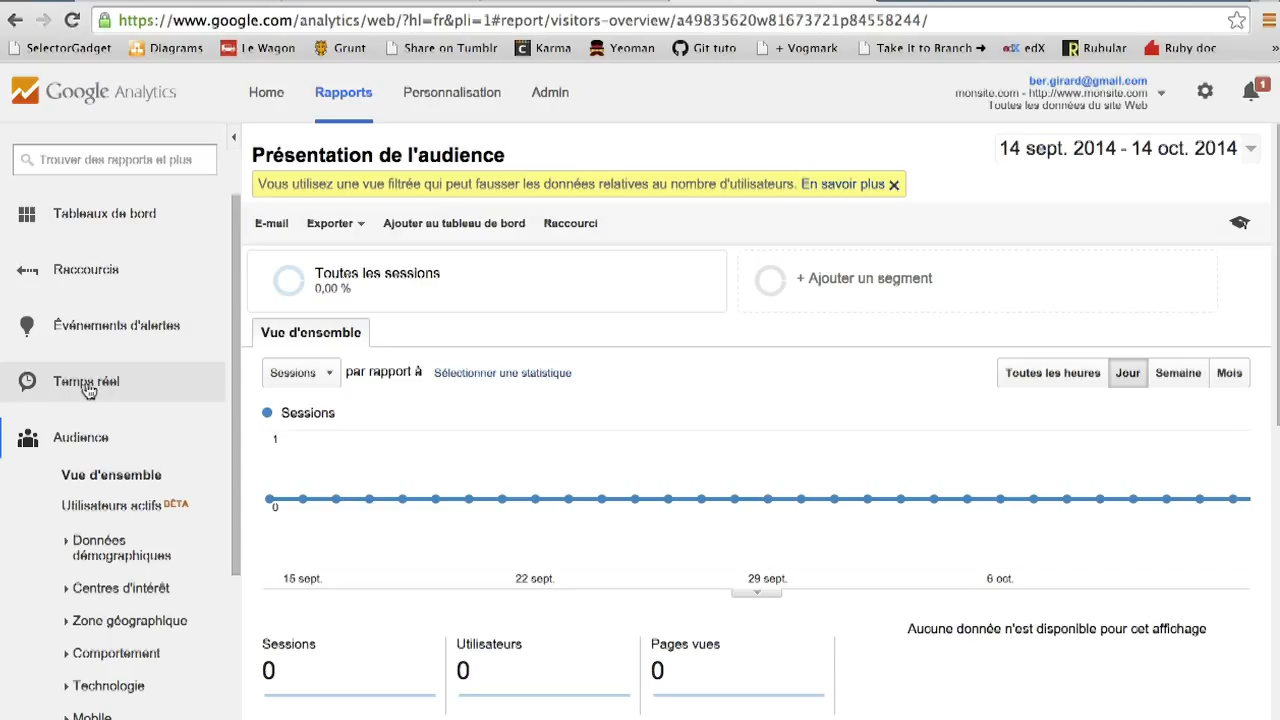 https://www.google.com/analytics/web/?hl=fr&pli=1#report/visitors-overview/a49835620w81673721p84558244/
SelectorGadget Diagrams Le Wagon Grunt Share on Tumblr Karma Yeoman Git tuto + Vogmark Take it to Branch → edX edX Rubular Ruby doc »
Google Analytics Home Rapports Personnalisation Admin
ber.girard@gmail.com
monsite.com - http://www.monsite.com
Toutes les données du site Web
1
Trouver des rapports et plus
Tableaux de bord
Raccourcis
Événements d'alertes
Temps réel
Audience
Vue d'ensemble
Utilisateurs actifs BÊTA
Données
démographiques
Centres d'intérêt
Zone géographique
Comportement
Technologie
Mobile
Présentation de l'audience
14 sept. 2014 - 14 oct. 2014
Vous utilisez une vue filtrée qui peut fausser les données relatives au nombre d'utilisateurs. En savoir plus
E-mail Exporter Ajouter au tableau de bord Raccourci
Toutes les sessions
0,00 %
+ Ajouter un segment
Vue d'ensemble
Sessions par rapport à Sélectionner une statistique
Toutes les heures Jour Semaine Mois
Sessions
1
0
15 sept. 22 sept. 29 sept. 6 oct.
Sessions Utilisateurs Pages vues
0 0 0
Aucune donnée n'est disponible pour cet affichage